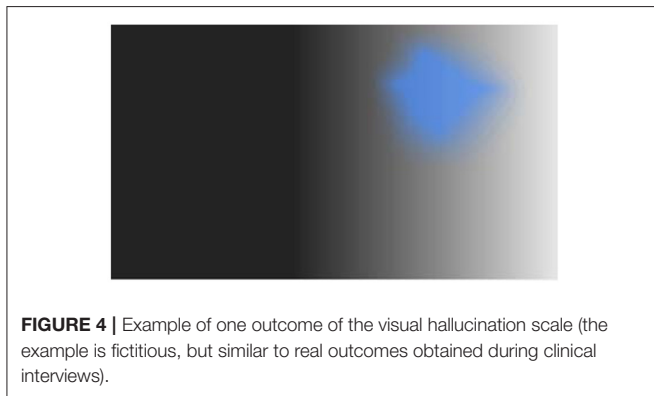 FIGURE 4 | Example of one outcome of the visual hallucination scale (the
example is fictitious, but similar to real outcomes obtained during clinical
interviews).